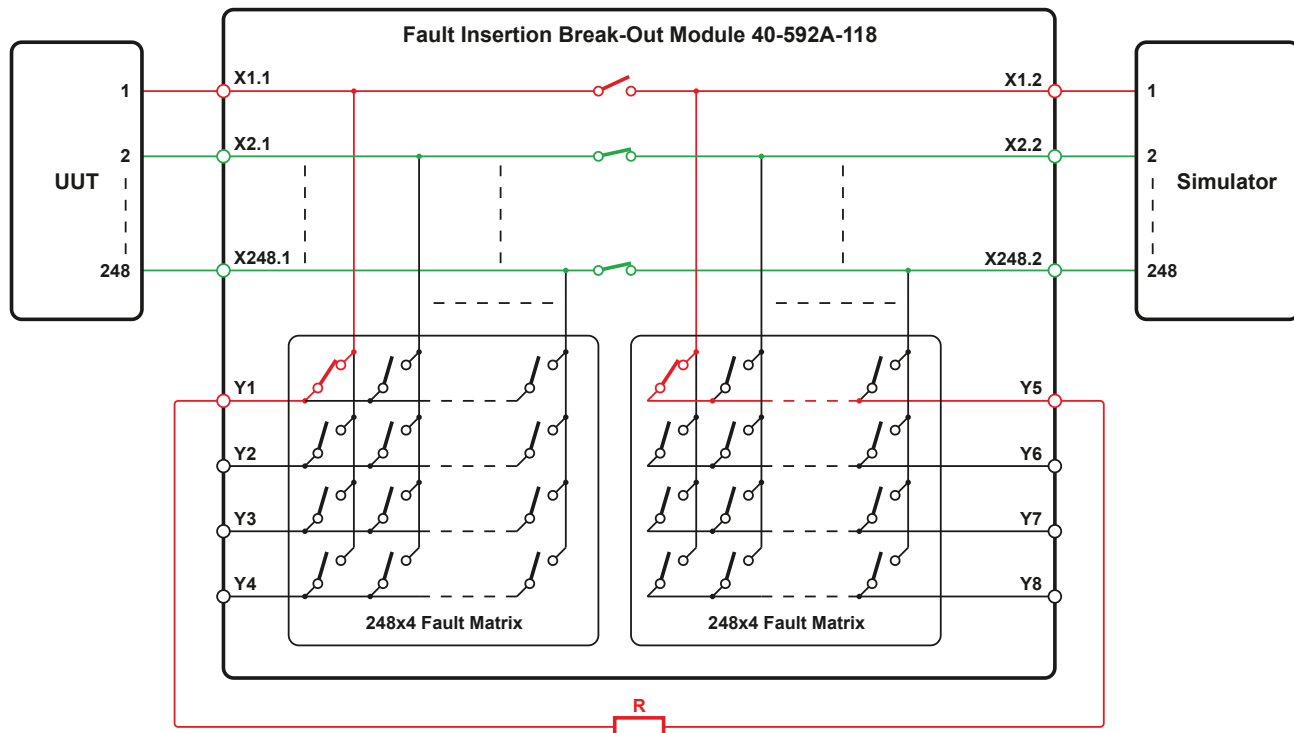 Fault Insertion Break-Out Module 40-592A-118
X1.1 X1.2
1 1
X2.1 X2.2
2 2
UUT Simulator
X248.1 X248.2
248 248
Y1 Y5
Y2 Y6
Y3 Y7
Y4 Y8
248x4 Fault Matrix 248x4 Fault Matrix
R